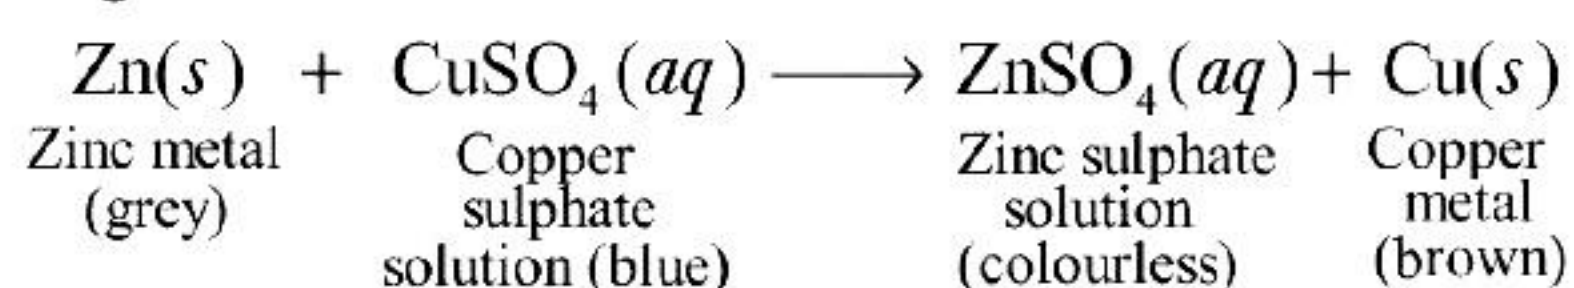 Zn(s) + CuSO₄(aq) ⟶ ZnSO₄(aq) + Cu(s)
Zinc metal Copper Zinc sulphate Copper
(grey) sulphate solution metal
solution (blue) (colourless) (brown)